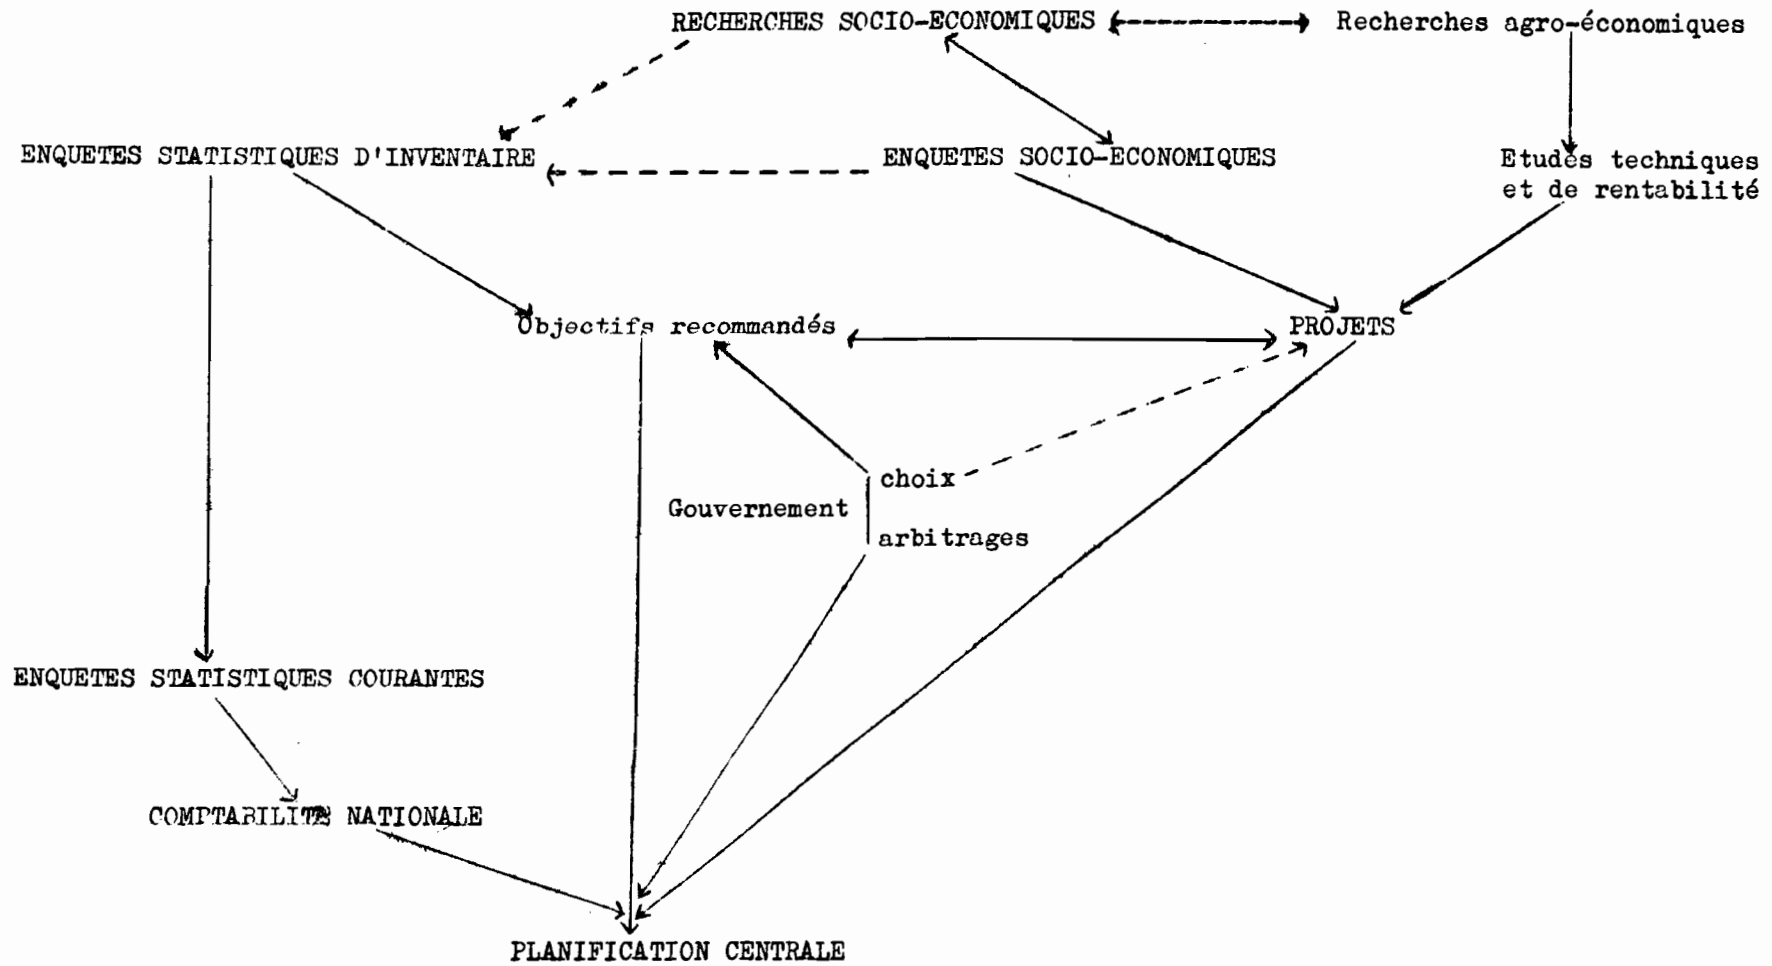 RECHERCHES SOCIO-ECONOMIQUES
Recherches agro-économiques
ENQUETES STATISTIQUES D'INVENTAIRE
ENQUETES SOCIO-ECONOMIQUES
Etudes techniques
et de rentabilité
Objectifs recommandés
PROJETS
choix
Gouvernement
arbitrages
ENQUETES STATISTIQUES COURANTES
COMPTABILITE NATIONALE
PLANIFICATION CENTRALE